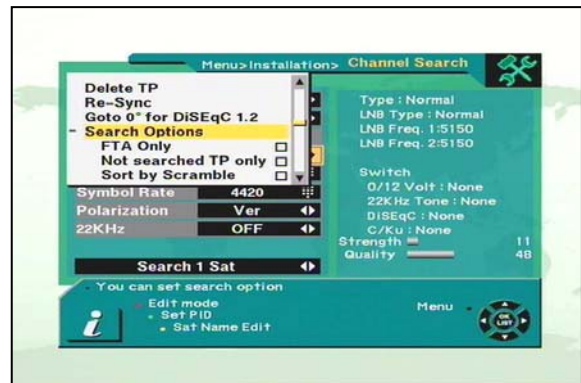 Menu>Installation> Channel Search
Delete TP
Re-Sync
Goto 0° for DiSEqC 1.2
- Search Options
FTA Only
Not searched TP only
Sort by Scramble
Symbol Rate 4420
Polarization Ver
22KHz OFF
Search 1 Sat
Type : Normal
LNB Type : Normal
LNB Freq. 1:5150
LNB Freq. 2:5150
Switch
0/12 Volt : None
22KHz Tone : None
DiSEqC : None
C/Ku : None
Strength 11
Quality 48
You can set search option
Edit mode
Set PID
Sat Name Edit
Menu
OK
LIST
i